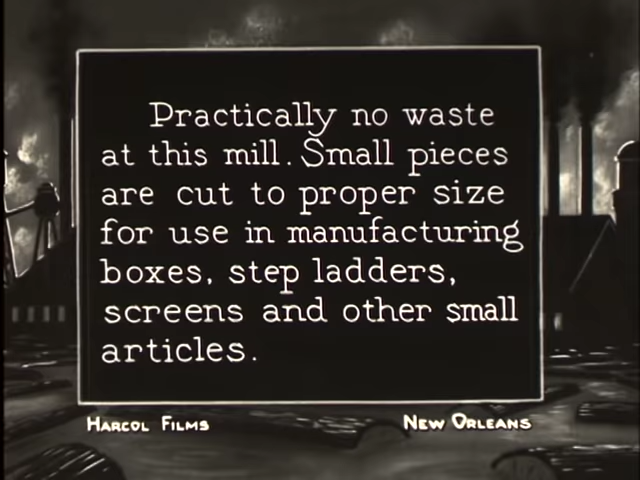 Practically no waste
at this mill. Small pieces
are cut to proper size
for use in manufacturing
boxes, step ladders,
screens and other small
articles.
HARCOL FILMS
NEW ORLEANS